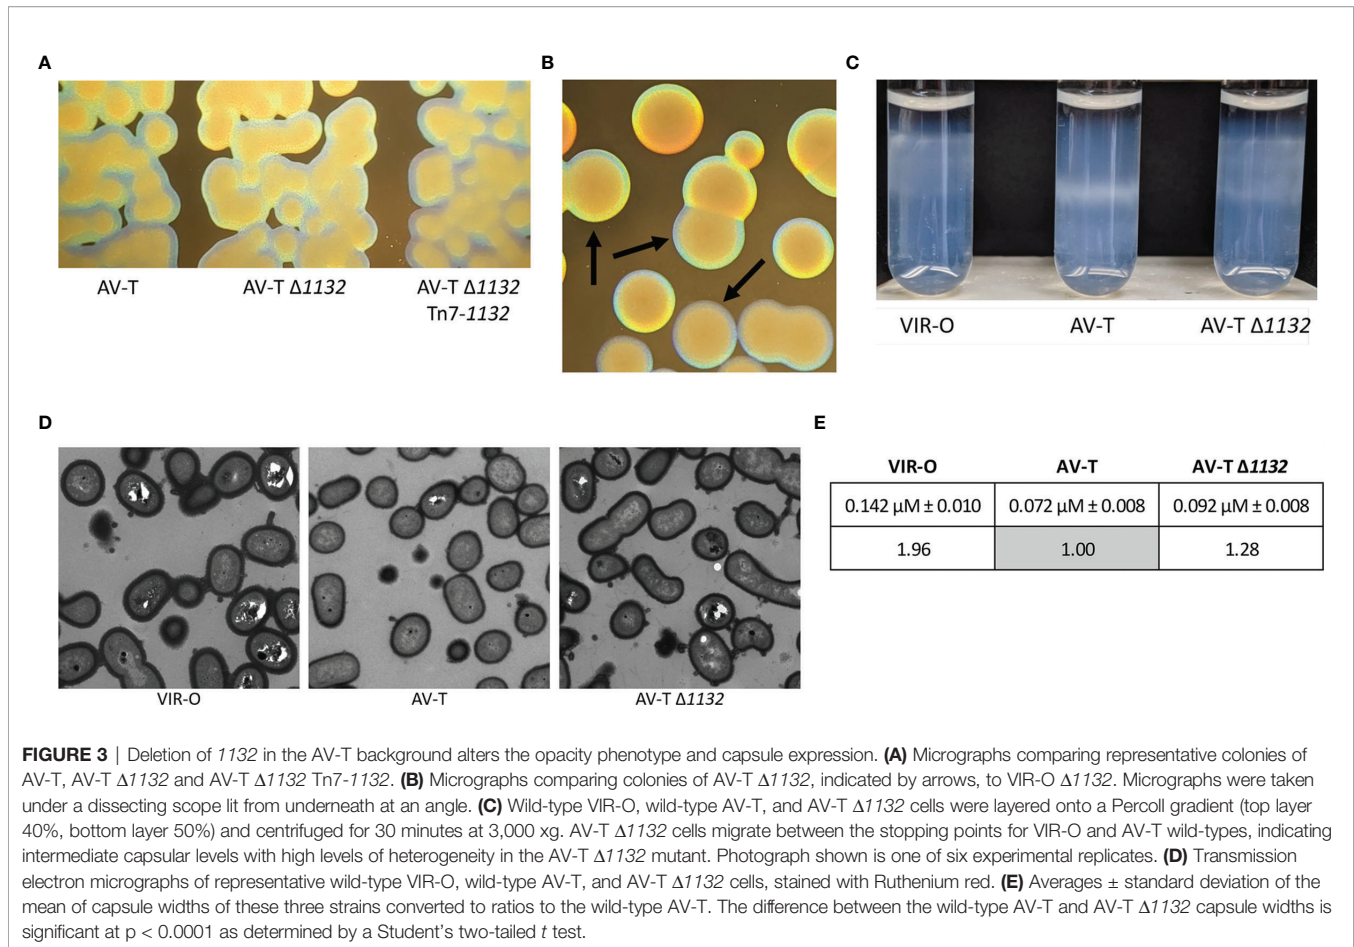 A
B
C
AV-T
AV-T Δ1132
AV-T Δ1132
Tn7-1132
VIR-O
AV-T
AV-T Δ1132
D
E
VIR-O
AV-T
AV-T Δ1132
VIR-O AV-T AV-T Δ1132
0.142 µM ± 0.010 0.072 µM ± 0.008 0.092 µM ± 0.008
1.96 1.00 1.28
FIGURE 3 | Deletion of 1132 in the AV-T background alters the opacity phenotype and capsule expression. (A) Micrographs comparing representative colonies of
AV-T, AV-T Δ1132 and AV-T Δ1132 Tn7-1132. (B) Micrographs comparing colonies of AV-T Δ1132, indicated by arrows, to VIR-O Δ1132. Micrographs were taken
under a dissecting scope lit from underneath at an angle. (C) Wild-type VIR-O, wild-type AV-T, and AV-T Δ1132 cells were layered onto a Percoll gradient (top layer
40%, bottom layer 50%) and centrifuged for 30 minutes at 3,000 xg. AV-T Δ1132 cells migrate between the stopping points for VIR-O and AV-T wild-types, indicating
intermediate capsular levels with high levels of heterogeneity in the AV-T Δ1132 mutant. Photograph shown is one of six experimental replicates. (D) Transmission
electron micrographs of representative wild-type VIR-O, wild-type AV-T, and AV-T Δ1132 cells, stained with Ruthenium red. (E) Averages ± standard deviation of the
mean of capsule widths of these three strains converted to ratios to the wild-type AV-T. The difference between the wild-type AV-T and AV-T Δ1132 capsule widths is
significant at p < 0.0001 as determined by a Student's two-tailed t test.